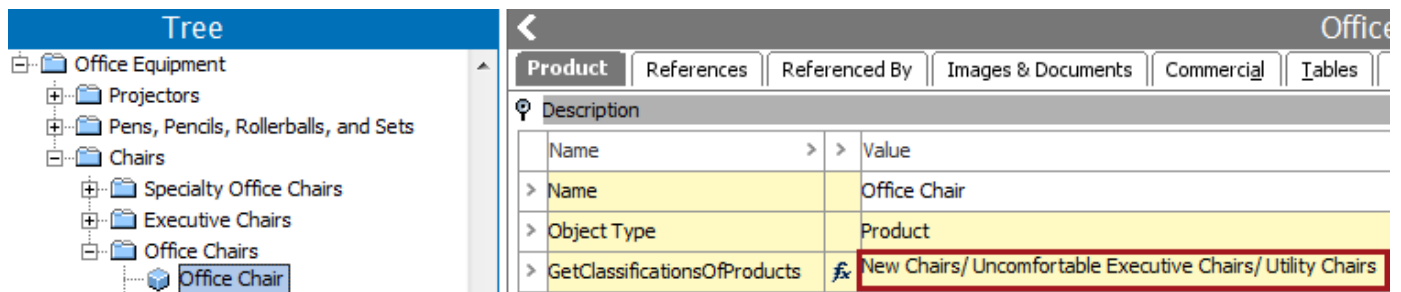 Tree
Office Equipment
Projectors
Pens, Pencils, Rollerballs, and Sets
Chairs
Specialty Office Chairs
Executive Chairs
Office Chairs
Office Chair
Office
Product References Referenced By Images & Documents Commercial Tables
Description
Name > > Value
> Name Office Chair
> Object Type Product
> GetClassificationsOfProducts fx New Chairs/ Uncomfortable Executive Chairs/ Utility Chairs